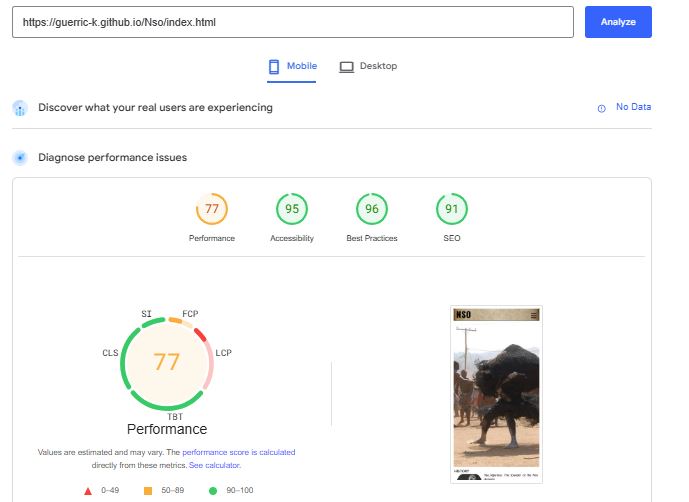 https://guerric-k.github.io/Nso/index.html
Analyze
Mobile
Desktop
Discover what your real users are experiencing
No Data
Diagnose performance issues
77
95
96
91
Performance
Accessibility
Best Practices
SEO
SI
FCP
CLS
LCP
77
TBT
Performance
Values are estimated and may vary. The performance score is calculated
directly from these metrics. See calculator.
0–49
50–89
90–100
NSO
HISTORY